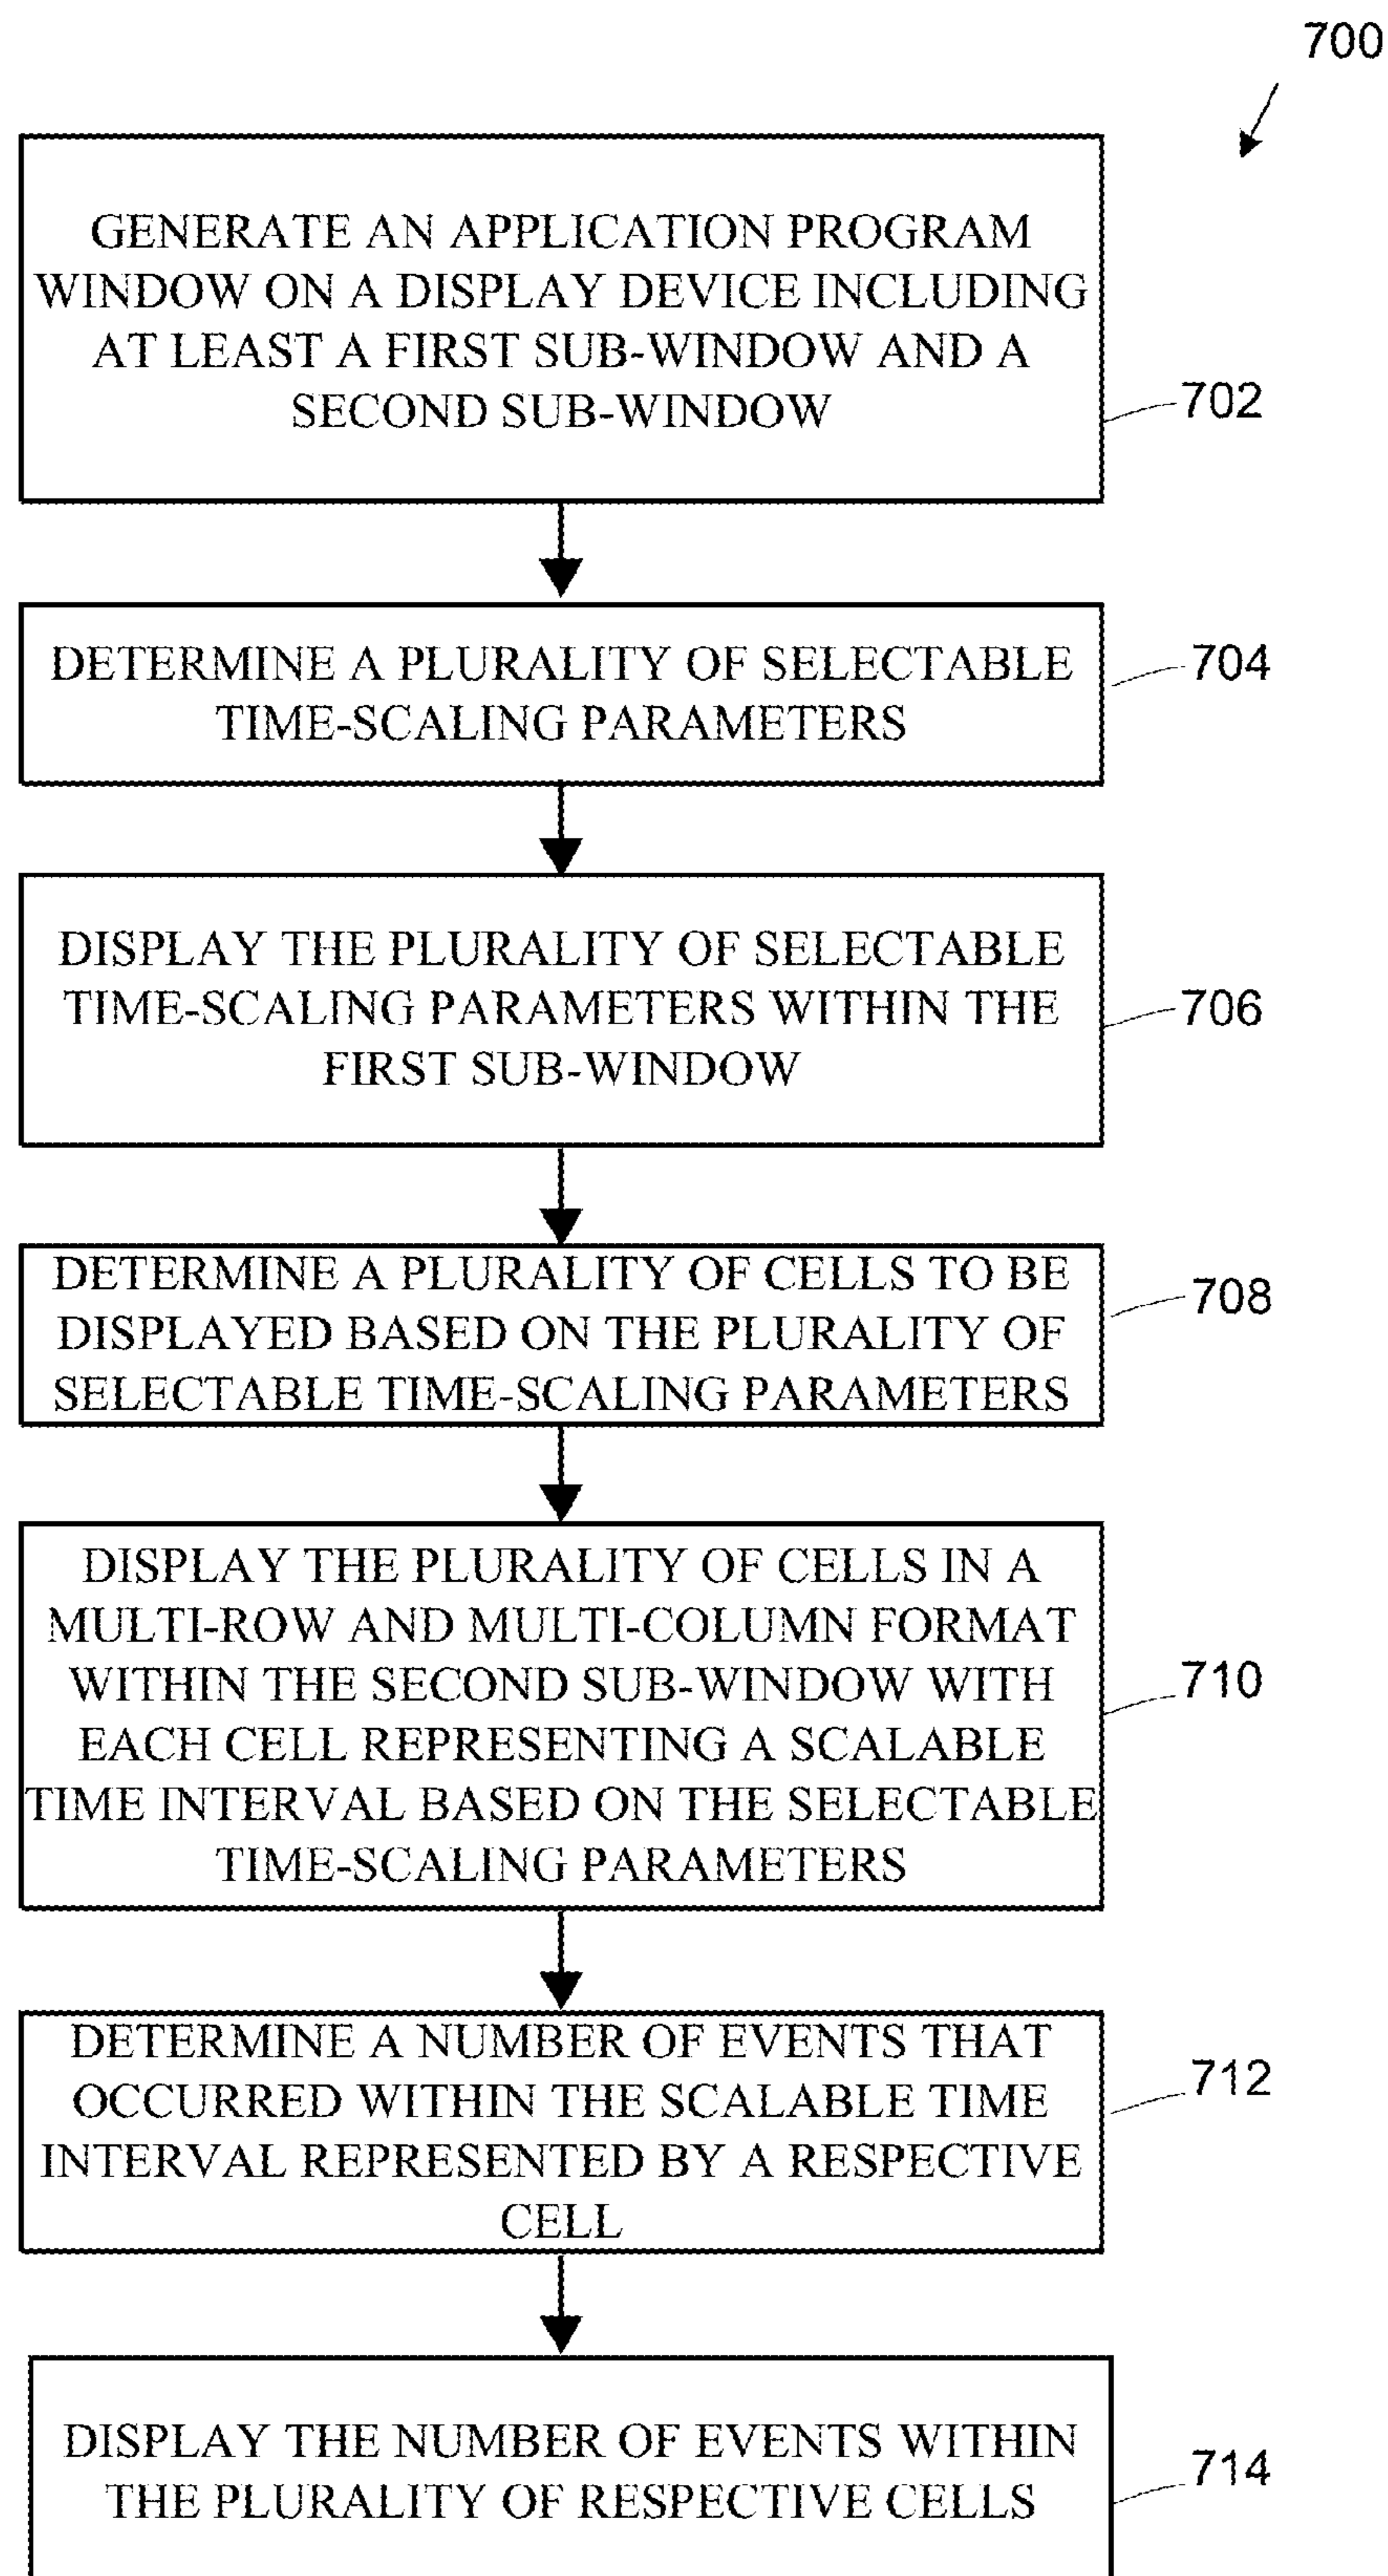 700
GENERATE AN APPLICATION PROGRAM
WINDOW ON A DISPLAY DEVICE INCLUDING
AT LEAST A FIRST SUB-WINDOW AND A
SECOND SUB-WINDOW
702
DETERMINE A PLURALITY OF SELECTABLE
TIME-SCALING PARAMETERS
704
DISPLAY THE PLURALITY OF SELECTABLE
TIME-SCALING PARAMETERS WITHIN THE
FIRST SUB-WINDOW
706
DETERMINE A PLURALITY OF CELLS TO BE
DISPLAYED BASED ON THE PLURALITY OF
SELECTABLE TIME-SCALING PARAMETERS
708
DISPLAY THE PLURALITY OF CELLS IN A
MULTI-ROW AND MULTI-COLUMN FORMAT
WITHIN THE SECOND SUB-WINDOW WITH
EACH CELL REPRESENTING A SCALABLE
TIME INTERVAL BASED ON THE SELECTABLE
TIME-SCALING PARAMETERS
710
DETERMINE A NUMBER OF EVENTS THAT
OCCURRED WITHIN THE SCALABLE TIME
INTERVAL REPRESENTED BY A RESPECTIVE
CELL
712
DISPLAY THE NUMBER OF EVENTS WITHIN
THE PLURALITY OF RESPECTIVE CELLS
714